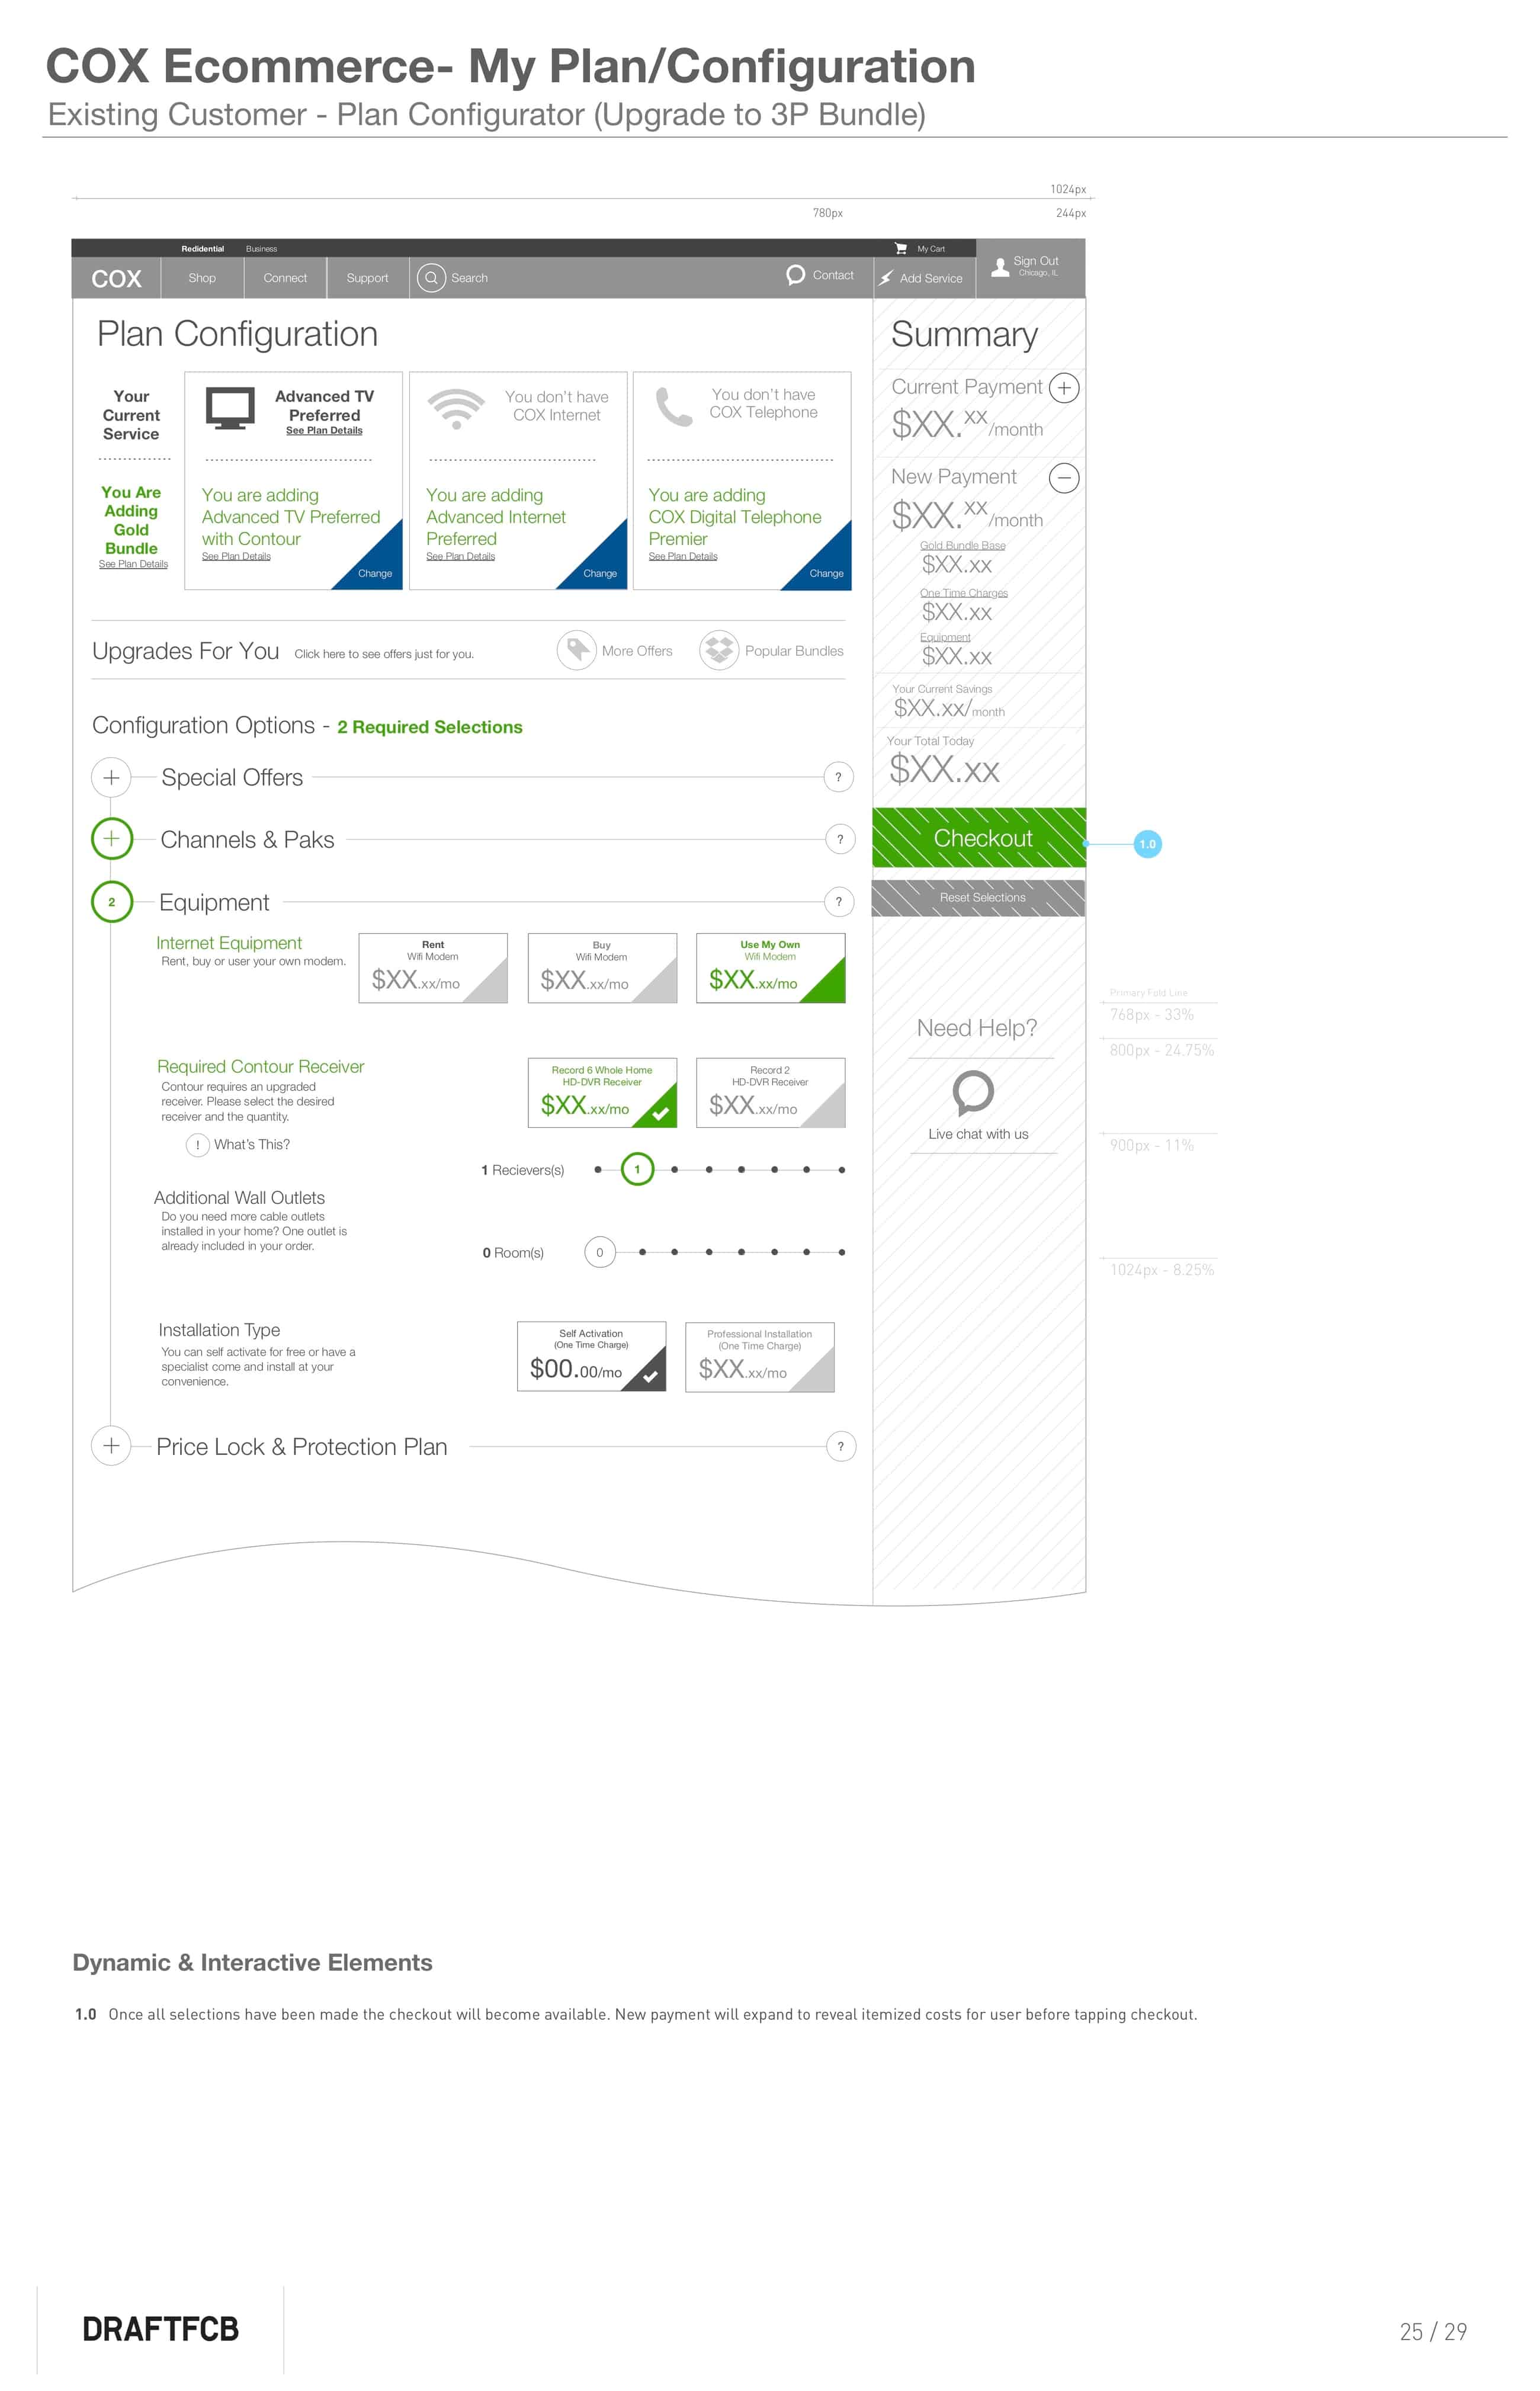 COX Ecommerce- My Plan/Configuration
Existing Customer - Plan Configurator (Upgrade to 3P Bundle)
1024px
780px
244px
Redidential
Business
My Cart
Sign Out
Chicago, IL
COX
Shop
Connect
Support
Search
Contact
Add Service
Plan Configuration
Your
Current
Service
Advanced TV
Preferred
See Plan Details
You don't have
COX Internet
You don't have
COX Telephone
You Are
Adding
Gold
Bundle
See Plan Details
You are adding
Advanced TV Preferred
with Contour
See Plan Details
Change
You are adding
Advanced Internet
Preferred
See Plan Details
Change
You are adding
COX Digital Telephone
Premier
See Plan Details
Change
Upgrades For You
Click here to see offers just for you.
More Offers
Popular Bundles
Configuration Options - 2 Required Selections
+ Special Offers ?
+ Channels & Paks ?
2 Equipment ?
Internet Equipment
Rent, buy or user your own modem.
Rent
Wifi Modem
$XX.xx/mo
Buy
Wifi Modem
$XX.xx/mo
Use My Own
Wifi Modem
$XX.xx/mo
Required Contour Receiver
Contour requires an upgraded
receiver. Please select the desired
receiver and the quantity.
! What's This?
Record 6 Whole Home
HD-DVR Receiver
$XX.xx/mo
Record 2
HD-DVR Receiver
$XX.xx/mo
1 Recievers(s)
1
Additional Wall Outlets
Do you need more cable outlets
installed in your home? One outlet is
already included in your order.
0 Room(s)
0
Installation Type
You can self activate for free or have a
specialist come and install at your
convenience.
Self Activation
(One Time Charge)
$00.00/mo
Professional Installation
(One Time Charge)
$XX.xx/mo
+ Price Lock & Protection Plan ?
Summary
Current Payment +
$XX.xx/month
New Payment −
$XX.xx/month
Gold Bundle Base
$XX.xx
One Time Charges
$XX.xx
Equipment
$XX.xx
Your Current Savings
$XX.xx/month
Your Total Today
$XX.xx
Checkout
1.0
Reset Selections
Need Help?
Live chat with us
Primary Fold Line
768px - 33%
800px - 24.75%
900px - 11%
1024px - 8.25%
Dynamic & Interactive Elements
1.0 Once all selections have been made the checkout will become available. New payment will expand to reveal itemized costs for user before tapping checkout.
DRAFTFCB
25 / 29